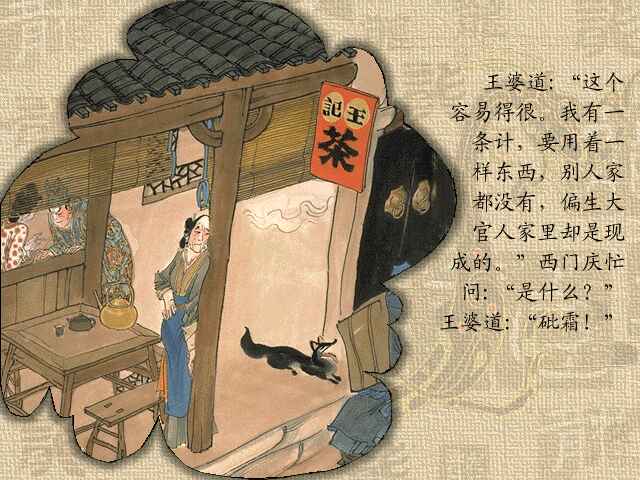 王記
茶
王婆道：“这个
容易得很。我有一
条计，要用着一
样东西，别人家
都没有，偏生大
官人家里却是现
成的。”西门庆忙
问：“是什么？”
王婆道：“砒霜！”